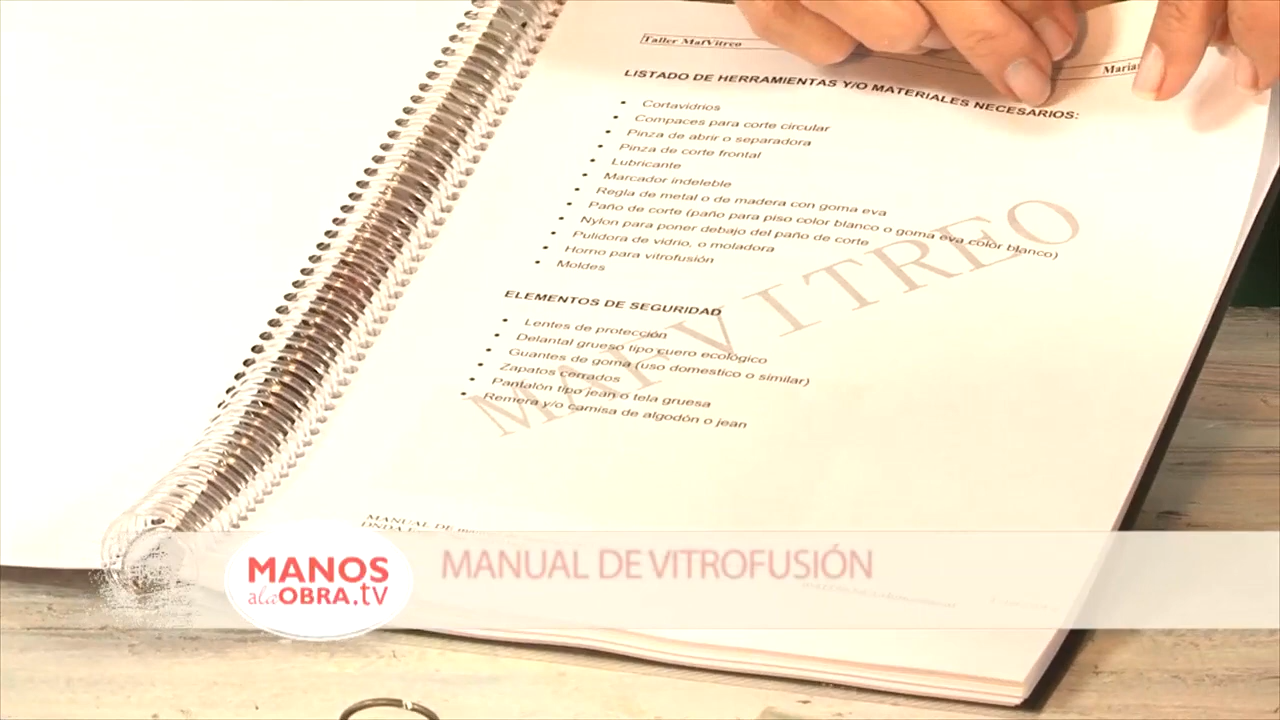 Taller MafVitreo
LISTADO DE HERRAMIENTAS Y/O MATERIALES NECESARIOS:
• Cortavidrios
• Compaces para corte circular
• Pinza de abrir o separadora
• Pinza de corte frontal
• Lubricante
• Marcador indeleble
• Regla de metal o de madera con goma eva
• Paño de corte (paño para piso color blanco o goma eva color blanco)
• Nylon para poner debajo del paño de corte
• Pulidora de vidrio, o moladora
• Horno para vitrofusión
• Moldes
ELEMENTOS DE SEGURIDAD
• Lentes de protección
• Delantal grueso tipo cuero ecológico
• Guantes de goma (uso domestico o similar)
• Zapatos cerrados
• Pantalón tipo jean o tela gruesa
• Remera y/o camisa de algodón o jean
MAFVITREO
MANUAL DE
MANOS
a la OBRA.tv
MANUAL DE VITROFUSIÓN